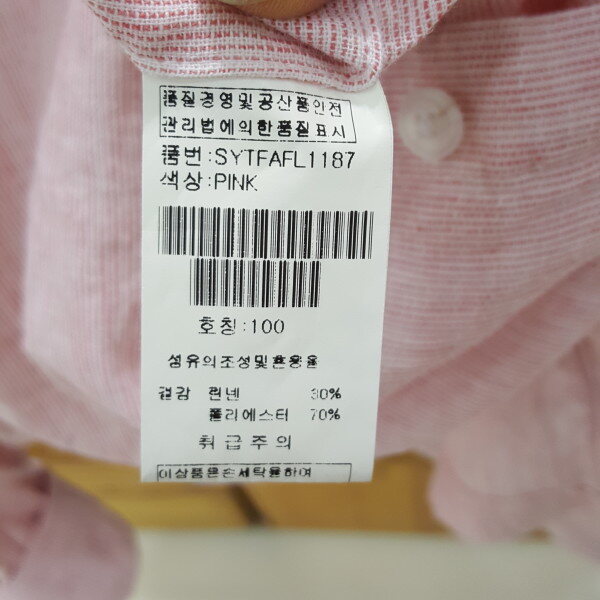 품질경영및공산품안전
관리법에의한품질표시
품번:SYTFAFL1187
색상:PINK
호칭:100
섬유의조성및혼용율
겉감 린넨 30%
폴리에스터 70%
취급주의
이상품은손세탁용하여